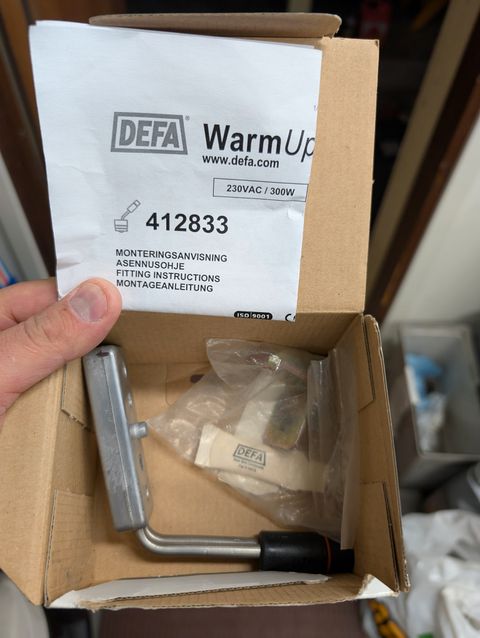 DEFA® WarmUp
www.defa.com
230VAC / 300W
412833
MONTERINGSANVISNING
ASENNUSOHJE
FITTING INSTRUCTIONS
MONTAGEANLEITUNG
ISO 9001 C
DEFA